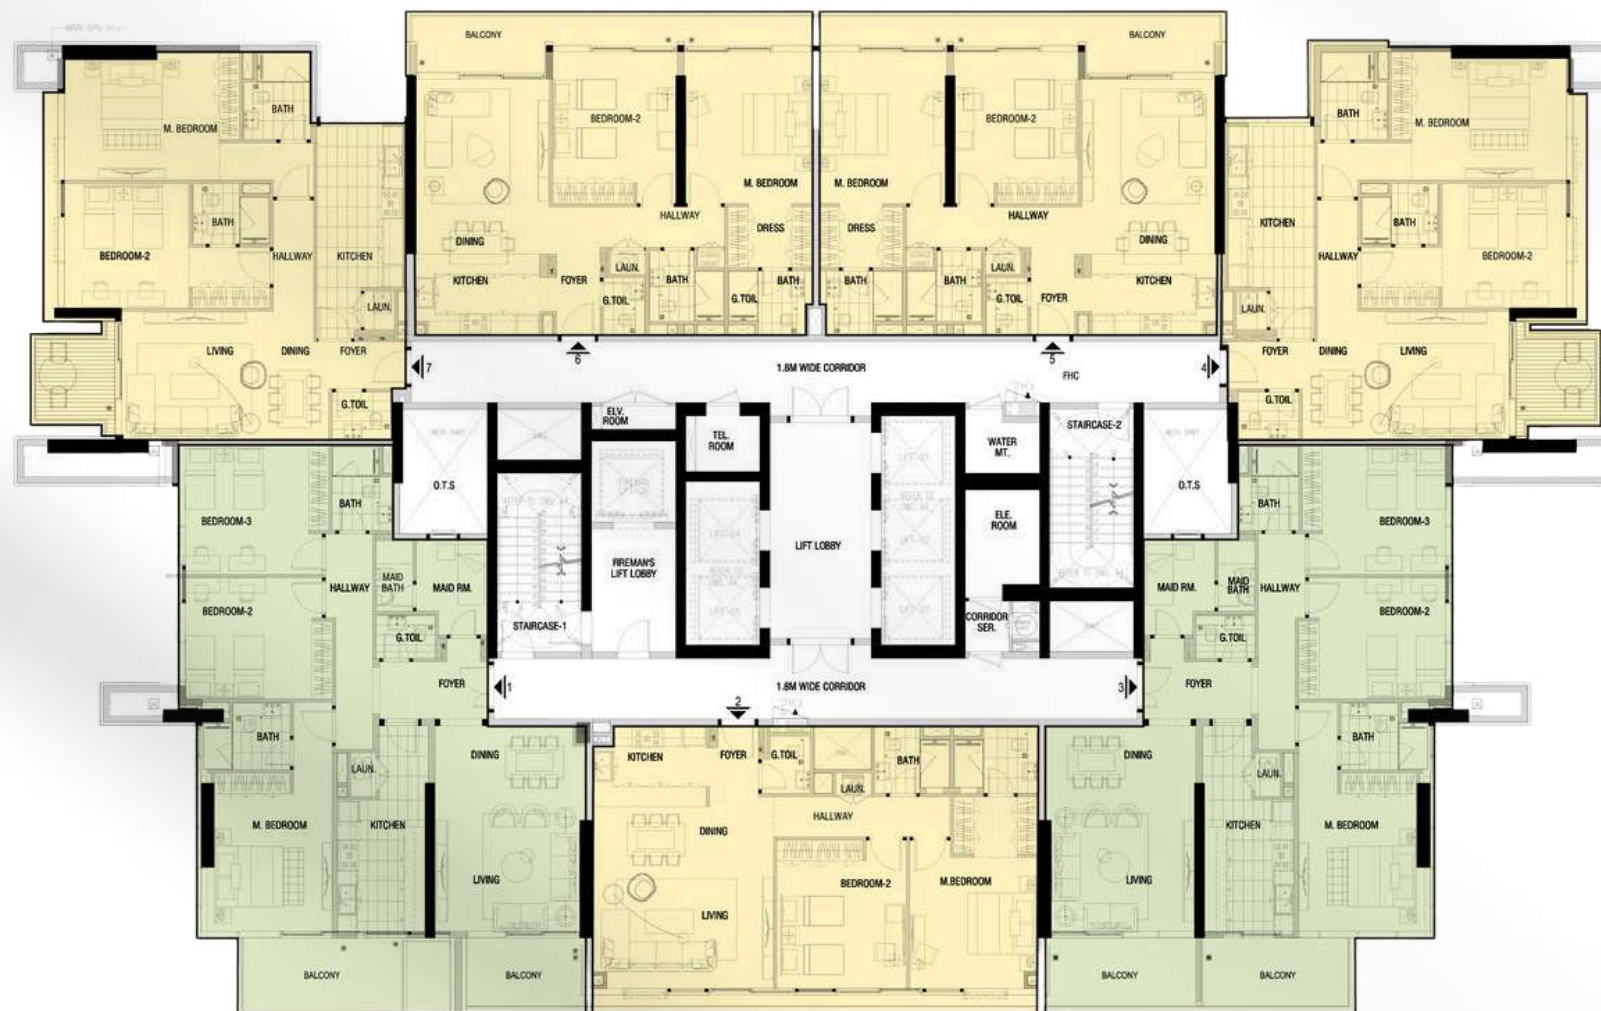 BALCONY
BALCONY
BATH
M. BEDROOM
BEDROOM-2
BEDROOM-2
BATH
M. BEDROOM
M. BEDROOM
M. BEDROOM
BATH
HALLWAY
HALLWAY
BATH
DRESS
DRESS
KITCHEN
DINING
DINING
BEDROOM-2
HALLWAY
KITCHEN
HALLWAY
BEDROOM-2
KITCHEN
FOYER
LAUN.
BATH
G.TOIL
BATH
BATH
BATH
LAUN.
G.TOIL
FOYER
KITCHEN
G.TOIL
LAUN.
LAUN.
LIVING
DINING
FOYER
6
5
FOYER
DINING
LIVING
7
1.8M WIDE CORRIDOR
FHC
4
G.TOIL
G.TOIL
ELV.
ROOM
TEL.
ROOM
WATER
MT.
STAIRCASE-2
O.T.S
O.T.S
BATH
BATH
BEDROOM-3
BEDROOM-3
ELE.
ROOM
LIFT LOBBY
FIREMAN'S
LIFT LOBBY
HALLWAY
MAID
BATH
MAID RM.
MAID RM.
MAID
BATH
HALLWAY
BEDROOM-2
BEDROOM-2
STAIRCASE-1
CORRIDOR
SER.
G.TOIL
G.TOIL
FOYER
1
1.8M WIDE CORRIDOR
3
FOYER
2
BATH
BATH
DINING
KITCHEN
FOYER
G.TOIL
BATH
DINING
LAUN.
LAUN.
LAUN.
M. BEDROOM
KITCHEN
DINING
HALLWAY
KITCHEN
M. BEDROOM
LIVING
BEDROOM-2
M.BEDROOM
LIVING
LIVING
BALCONY
BALCONY
BALCONY
BALCONY